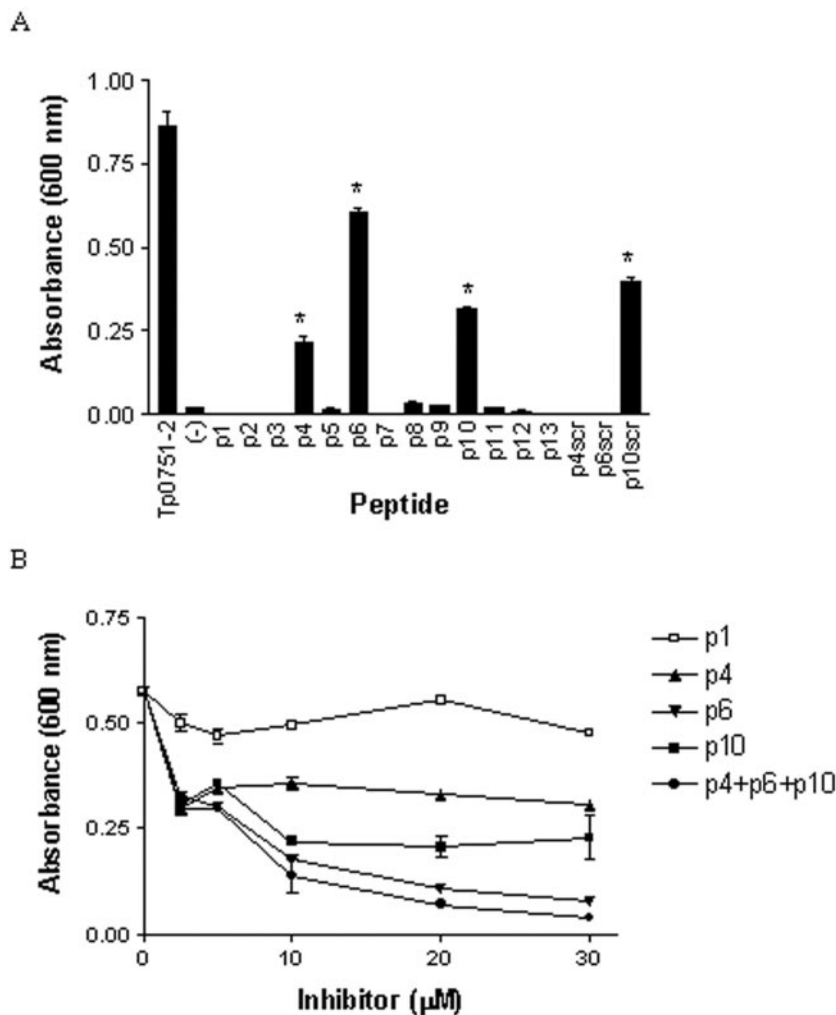 A
Absorbance (600 nm)
1.00
0.75
0.50
0.25
0.00
*
*
*
*
Tp0751-2
(-)
p1
p2
p3
p4
p5
p6
p7
p8
p9
p10
p11
p12
p13
p4scr
p6scr
p10scr
Peptide
B
Absorbance (600 nm)
0.75
0.50
0.25
0.00
0
10
20
30
Inhibitor (μM)
p1
p4
p6
p10
p4+p6+p10